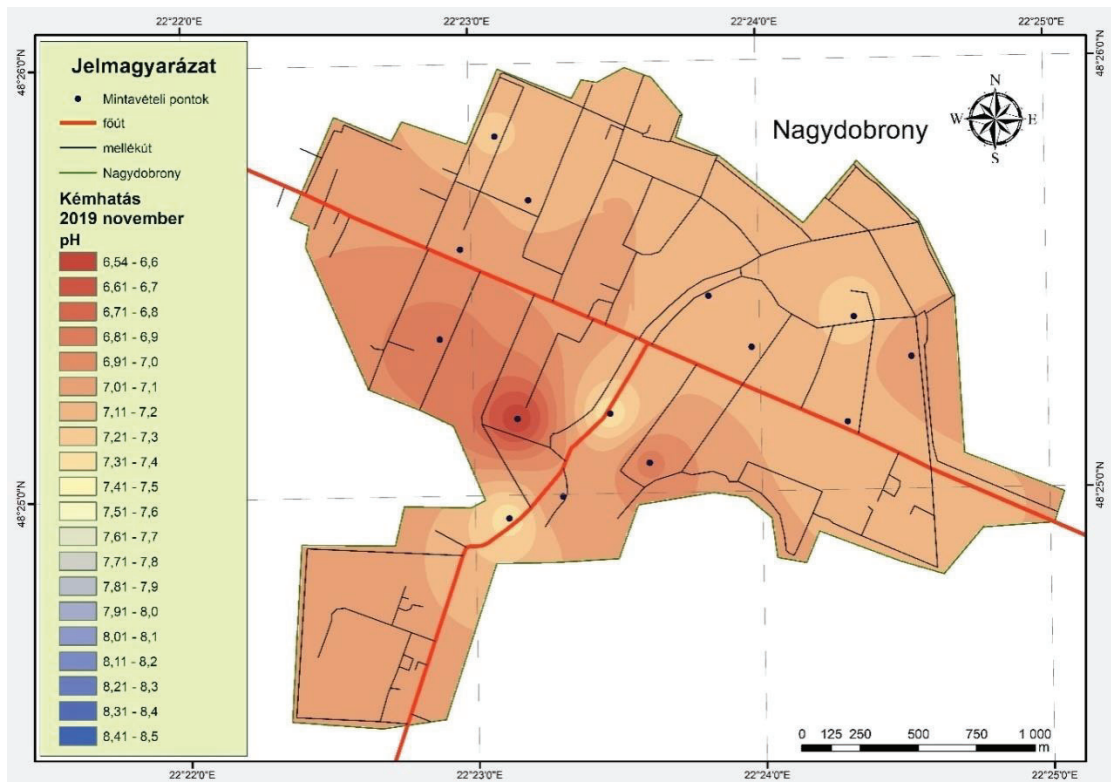 22°22'0"E
22°23'0"E
22°24'0"E
22°25'0"E
48°26'0"N
48°26'0"N
Jelmagyarázat
Mintavételi pontok
főút
mellékút
Nagydobrony
Kémhatás
2019 november
pH
6,54 - 6,6
6,61 - 6,7
6,71 - 6,8
6,81 - 6,9
6,91 - 7,0
7,01 - 7,1
7,11 - 7,2
7,21 - 7,3
7,31 - 7,4
7,41 - 7,5
7,51 - 7,6
7,61 - 7,7
7,71 - 7,8
7,81 - 7,9
7,91 - 8,0
8,01 - 8,1
8,11 - 8,2
8,21 - 8,3
8,31 - 8,4
8,41 - 8,5
Nagydobrony
N
W
E
S
48°25'0"N
48°25'0"N
0 125 250 500 750 1 000
m
22°22'0"E
22°23'0"E
22°24'0"E
22°25'0"E